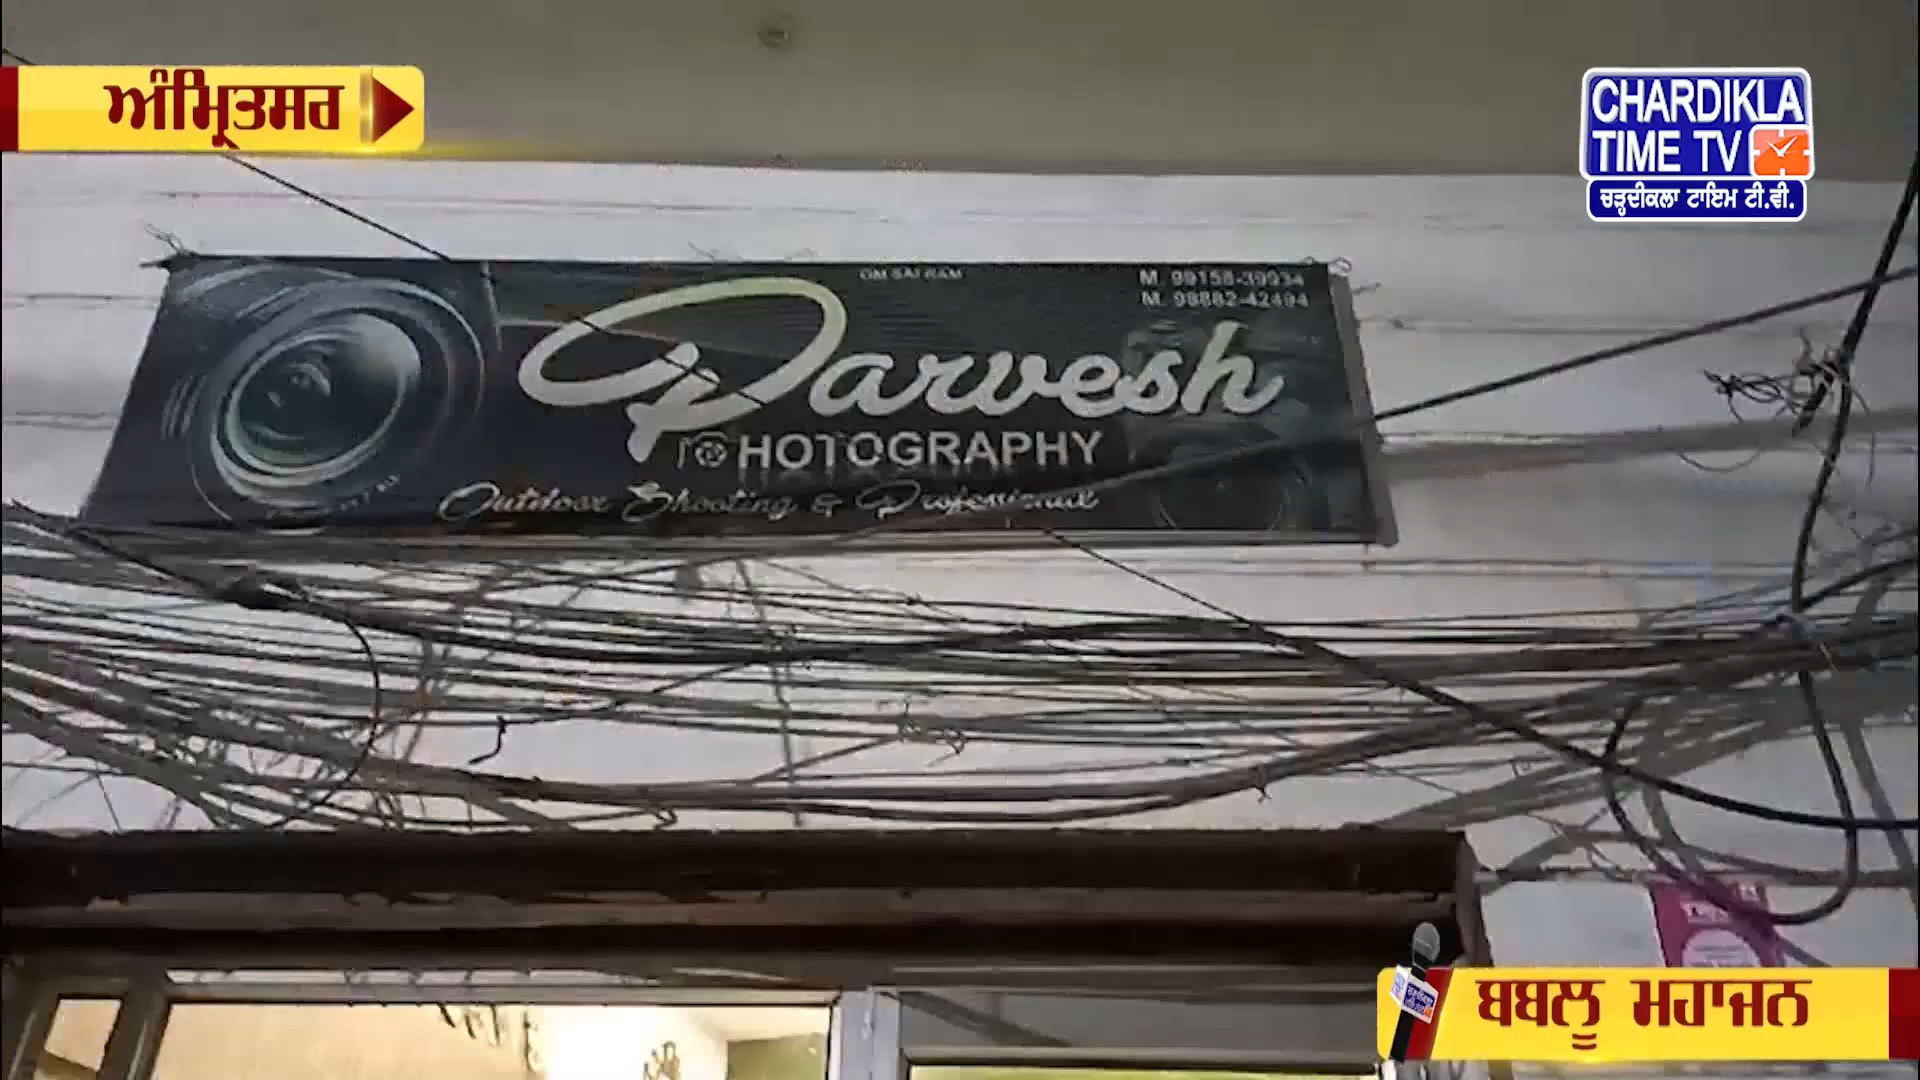 ਅੰਮ੍ਰਿਤਸਰ
CHARDIKLA
TIME TV
ਚੜ੍ਹਦੀਕਲਾ ਟਾਇਮ ਟੀ.ਵੀ.
OM SAI RAM
M. 99158-39934
M. 98882-42494
Parvesh
PHOTOGRAPHY
Outdoor Shooting & Professional
ਬਬਲੂ ਮਹਾਜਨ